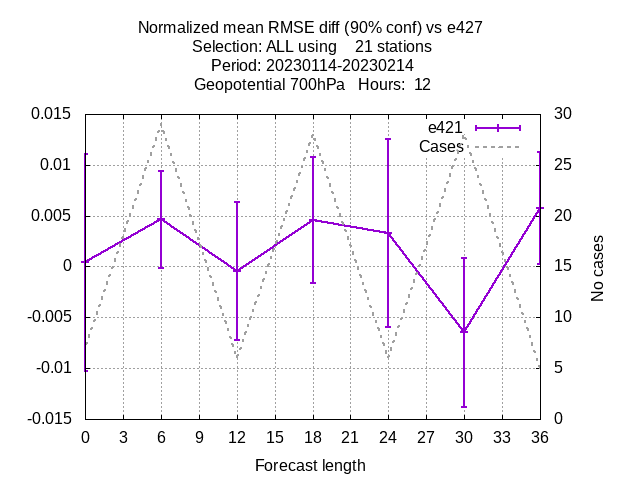 Normalized mean RMSE diff (90% conf) vs e427
Selection: ALL using    21 stations
Period: 20230114-20230214
Geopotential 700hPa   Hours:  12
0.015
0.01
0.005
0
-0.005
-0.01
-0.015
30
25
20
15
10
5
0
e421
Cases
No cases
0 3 6 9 12 15 18 21 24 27 30 33 36
Forecast length